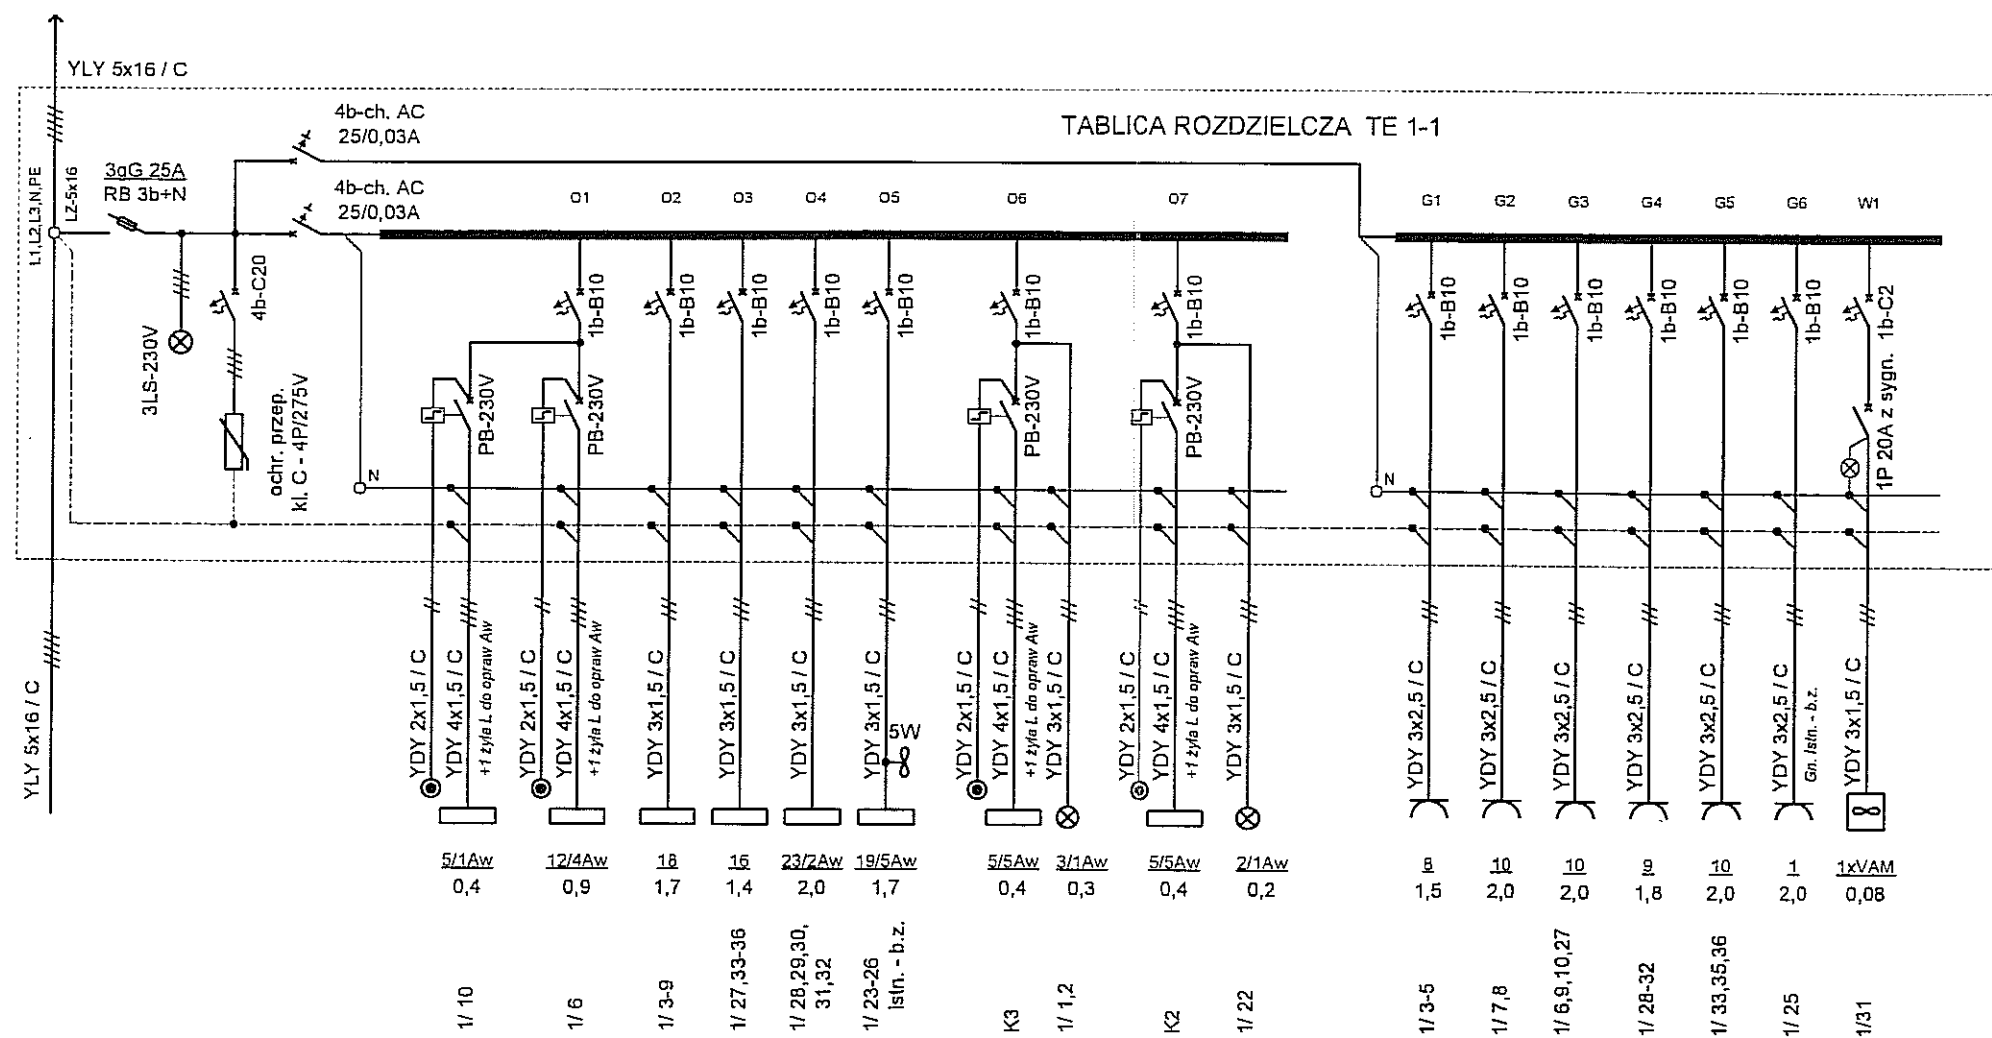 YLY 5x16 / C
TABLICA ROZDZIELCZA TE 1-1
4b-ch. AC
25/0,03A
4b-ch. AC
25/0,03A
3gG 25A
RB 3b+N
L1,L2,L3,N,PE
LZ-5x16
3LS-230V
4b-C20
ochr. przep.
kl. C - 4P/275V
N
N
O1
O2
O3
O4
O5
O6
O7
G1
G2
G3
G4
G5
G6
W1
1b-B10
1b-B10
1b-B10
1b-B10
1b-B10
1b-B10
1b-B10
1b-B10
1b-B10
1b-B10
1b-B10
1b-B10
1b-B10
1b-C2
PB-230V
PB-230V
PB-230V
PB-230V
1P 20A z sygn.
YLY 5x16 / C
YDY 2x1,5 / C
YDY 4x1,5 / C
+1 żyła L do opraw Aw
YDY 2x1,5 / C
YDY 4x1,5 / C
+1 żyła L do opraw Aw
YDY 3x1,5 / C
YDY 3x1,5 / C
YDY 3x1,5 / C
YDY 3x1,5 / C
5W
YDY 2x1,5 / C
YDY 4x1,5 / C
+1 żyła L do opraw Aw
YDY 3x1,5 / C
YDY 2x1,5 / C
YDY 4x1,5 / C
+1 żyła L do opraw Aw
YDY 3x1,5 / C
YDY 3x2,5 / C
YDY 3x2,5 / C
YDY 3x2,5 / C
YDY 3x2,5 / C
YDY 3x2,5 / C
YDY 3x2,5 / C
Gn. Istn. - b.z.
YDY 3x1,5 / C
5/1Aw
0,4
12/4Aw
0,9
18
1,7
16
1,4
23/2Aw
2,0
19/5Aw
1,7
5/5Aw
0,4
3/1Aw
0,3
5/5Aw
0,4
2/1Aw
0,2
8
1,5
10
2,0
10
2,0
9
1,8
10
2,0
1
2,0
1xVAM
0,08
1/ 10
1/ 6
1/ 3-9
1/ 27,33-36
1/ 28,29,30,
31,32
1/ 23-26
Istn. - b.z.
K3
1/ 1,2
K2
1/ 22
1/ 3-5
1/ 7,8
1/ 6,9,10,27
1/ 28-32
1/ 33,35,36
1/ 25
1/31